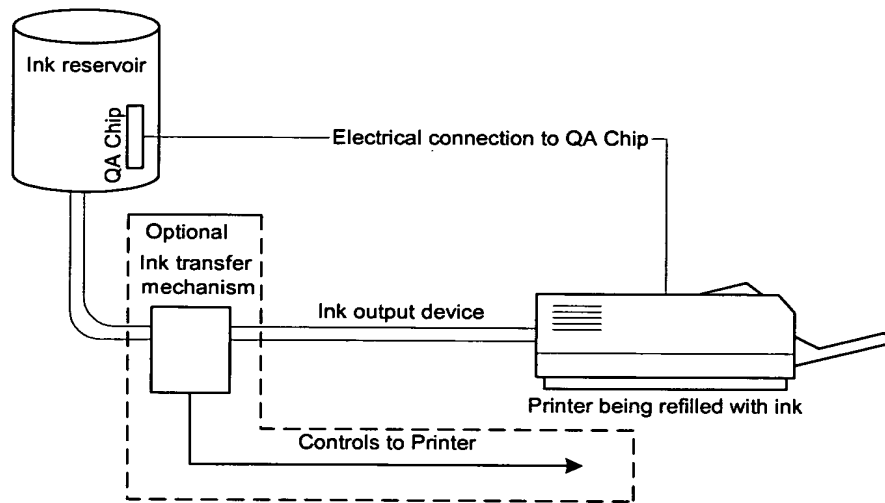 Ink reservoir
QA Chip
Electrical connection to QA Chip
Optional
Ink transfer
mechanism
Ink output device
Printer being refilled with ink
Controls to Printer